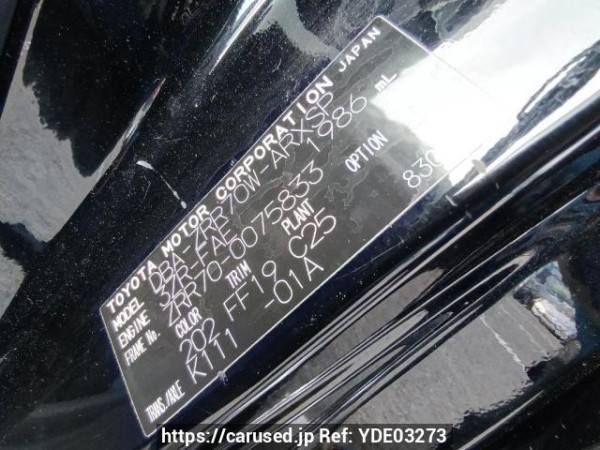 TOYOTA MOTOR CORPORATION JAPAN
MODEL DBA-ZRR70W-ARXSP
ENGINE 3ZR-FAE 1986 mL
FRAME No. ZRR70-0075833
COLOR TRIM PLANT OPTION
202 FF19 C25 830
-01A
TRANS./AXLE K111
https://carused.jp Ref: YDE03273